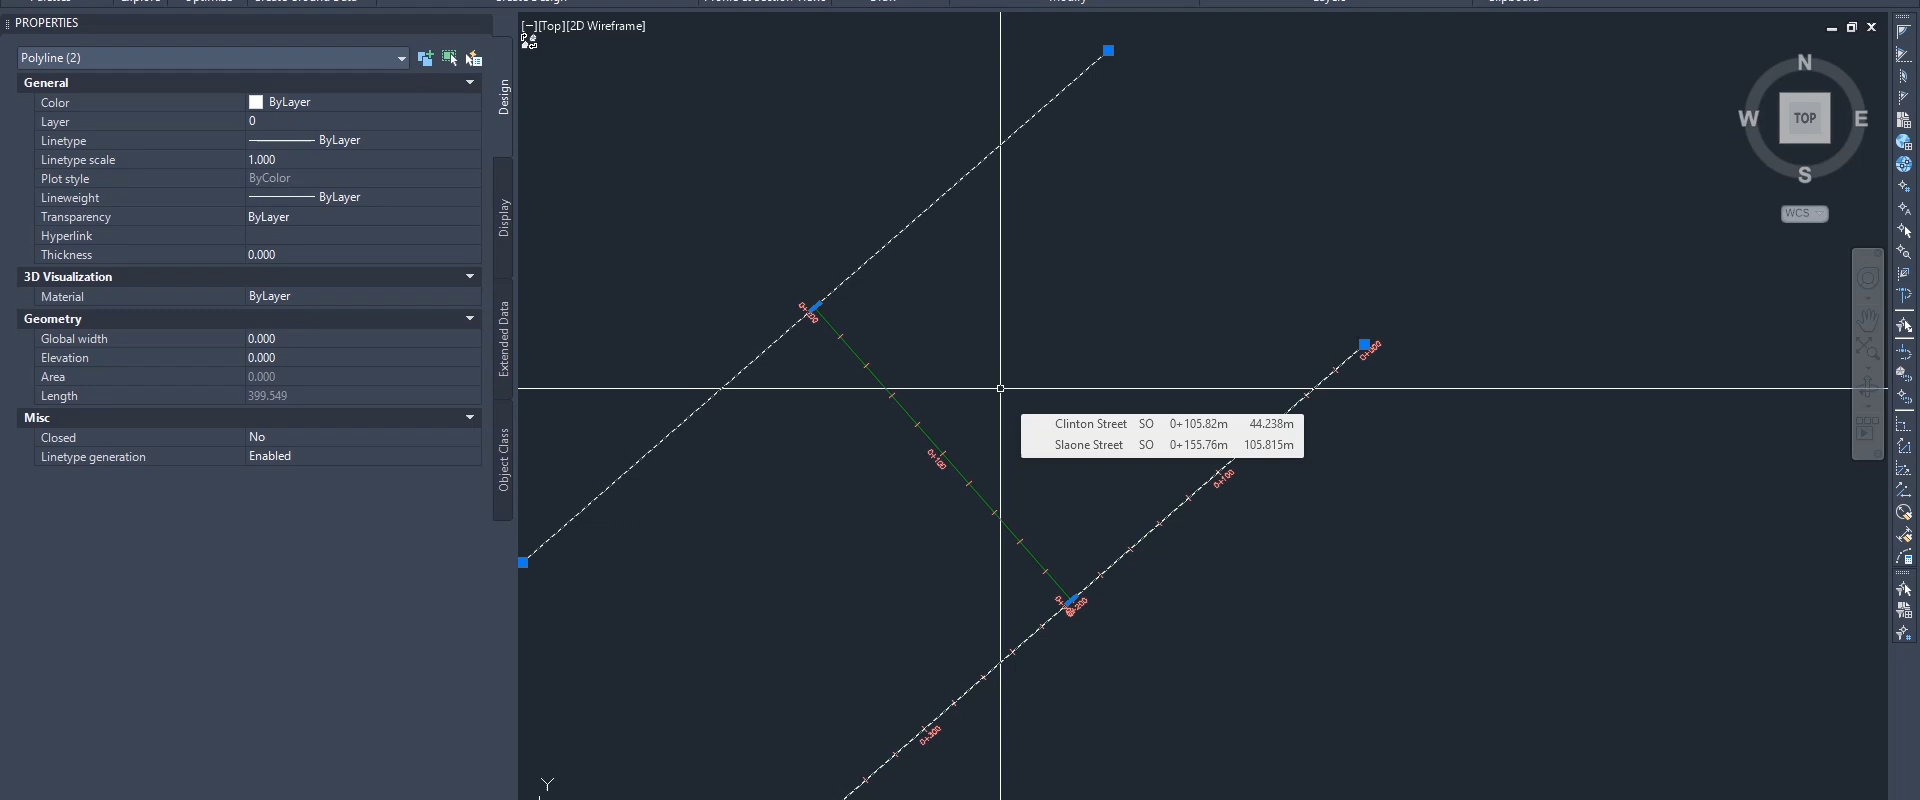 PROPERTIES
[−][Top][2D Wireframe]
Polyline (2)
General
Color ByLayer
Layer 0
Linetype ByLayer
Linetype scale 1.000
Plot style ByColor
Lineweight ByLayer
Transparency ByLayer
Hyperlink
Thickness 0.000
3D Visualization
Material ByLayer
Geometry
Global width 0.000
Elevation 0.000
Area 0.000
Length 399.549
Misc
Closed No
Linetype generation Enabled
Design
Display
Extended Data
Object Class
N
W TOP E
S
WCS
0+000
Clinton Street SO 0+105.82m 44.238m
Slaone Street SO 0+155.76m 105.815m
0+100
0+100
0+200
0+300
Y